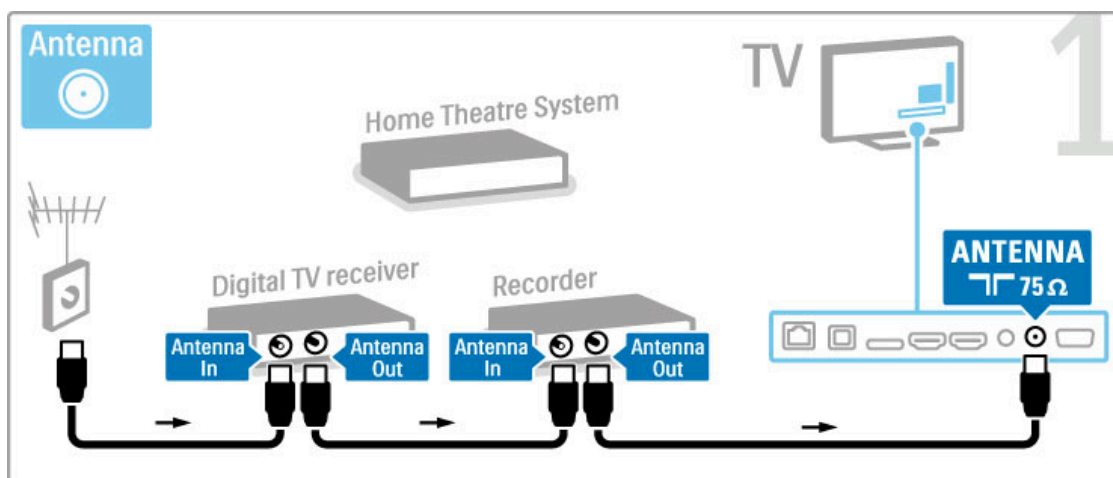 Antenna
TV
1
Home Theatre System
Digital TV receiver
Recorder
ANTENNA
75 Ω
Antenna
In
Antenna
Out
Antenna
In
Antenna
Out